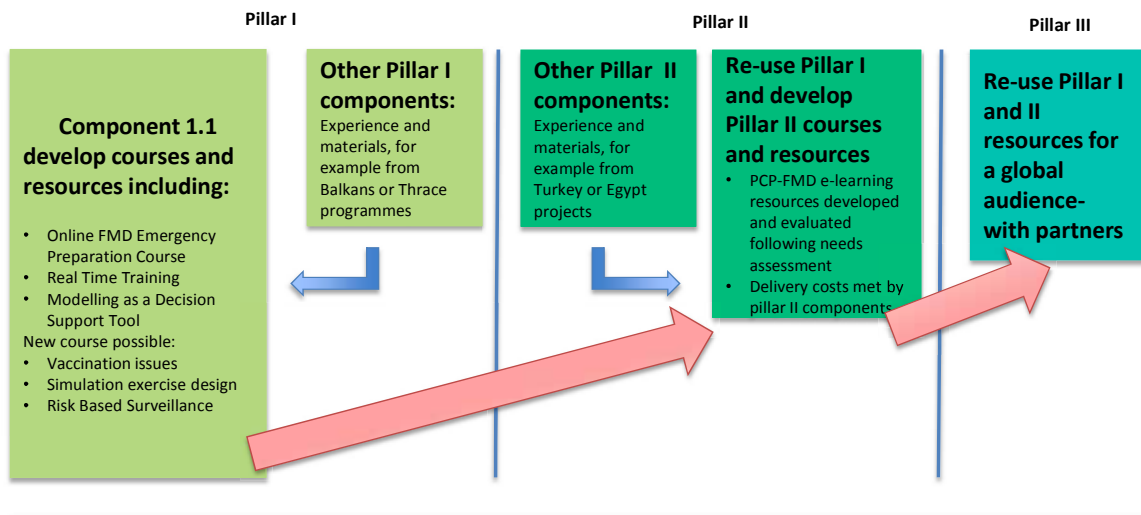 Pillar I
Pillar II
Pillar III
Component 1.1
develop courses and
resources including:
• Online FMD Emergency
Preparation Course
• Real Time Training
• Modelling as a Decision
Support Tool
New course possible:
• Vaccination issues
• Simulation exercise design
• Risk Based Surveillance
Other Pillar I
components:
Experience and
materials, for
example from
Balkans or Thrace
programmes
Other Pillar II
components:
Experience and
materials, for
example from
Turkey or Egypt
projects
Re-use Pillar I
and develop
Pillar II courses
and resources
• PCP-FMD e-learning
resources developed
and evaluated
following needs
assessment
• Delivery costs met by
pillar II components
Re-use Pillar I
and II
resources for
a global
audience-
with partners